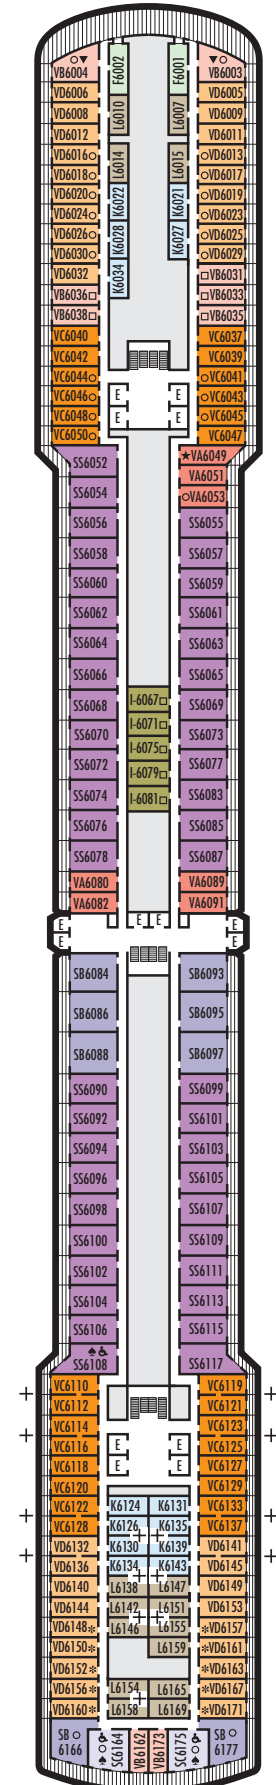 VB6004 F6002 F6001 VB6003
VD6006 VD6005
VD6008 L6010 L6007 VD6009
VD6012 VD6011
VD6016 L6014 L6015 VD6013
VD6018 VD6017
VD6020 K6022 K6021 VD6019
VD6024 VD6023
VD6026 K6028 K6027 VD6025
VD6030 VD6029
VD6032 K6034 VB6031
VB6036 VB6033
VB6038 VB6035
VC6040 VC6037
VC6042 VC6039
VC6044 VC6041
VC6046 E VC6043
VC6048 E VC6045
VC6050 VC6047
SS6052 VA6049
VA6051
SS6054 VA6053
SS6056 SS6055
SS6058 SS6057
SS6060 SS6059
SS6062 SS6061
SS6064 SS6063
SS6066 SS6065
SS6068 I-6067 SS6069
SS6070 I-6071 SS6073
SS6072 I-6075 SS6077
SS6074 I-6079 SS6083
I-6081
SS6076 SS6085
SS6078 SS6087
VA6080 VA6089
VA6082 VA6091
E E E E
E E
SB6084 SB6093
SB6086 SB6095
SB6088 SB6097
SS6090 SS6099
SS6092 SS6101
SS6094 SS6103
SS6096 SS6105
SS6098 SS6107
SS6100 SS6109
SS6102 SS6111
SS6104 SS6113
SS6106 SS6115
SS6108 SS6117
VC6110 VC6119
VC6112 VC6121
VC6114 VC6123
VC6116 E VC6125
VC6118 E VC6127
VC6120 VC6129
VC6122 K6124 K6131 VC6133
VC6128 K6126 K6135 VC6137
VD6132 K6130 K6139 VD6141
VD6136 K6134 K6143 VD6145
VD6140 L6138 L6147 VD6149
VD6144 L6142 L6151 VD6153
VD6148 L6146 L6155 VD6157
VD6150 L6159 VD6161
VD6152 VD6163
VD6156 L6154 L6165 VD6167
VD6160 L6158 L6169 VD6171
SB 6166 SC6164 VB6162 VB6173 SC6175 SB 6177